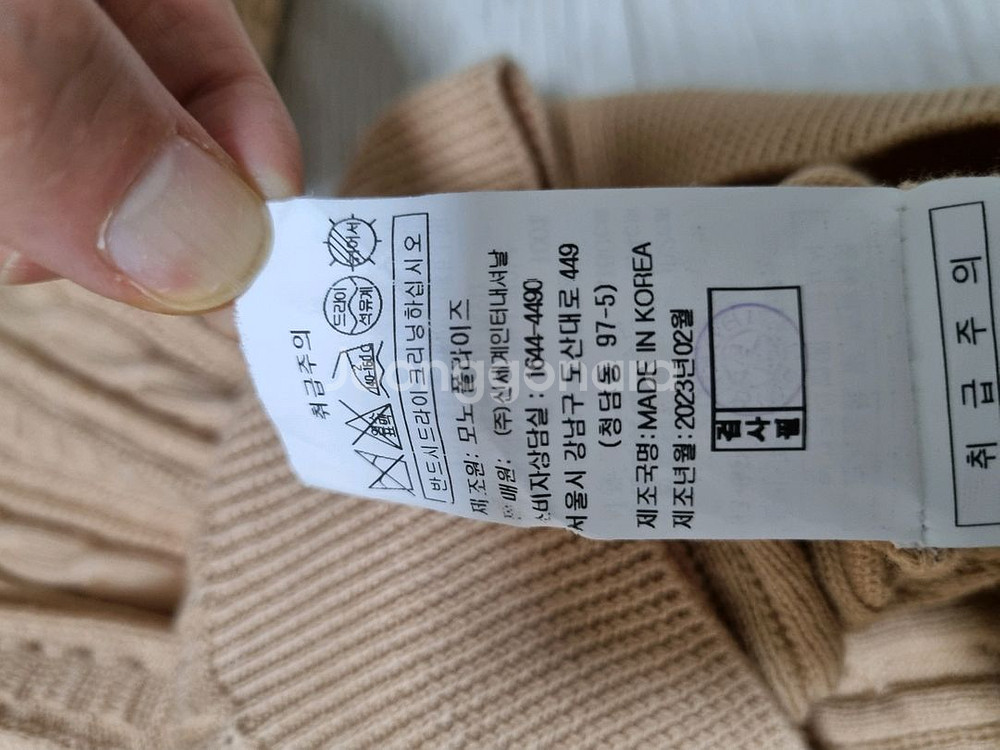 취급주의
드라이
석유계
반드시드라이크리닝하십시오
제조원: 모노플라이즈
판매원: (주)신세계인터내셔날
소비자상담실 : 1644-4490
서울시 강남구 도산대로 449
(청담동 97-5)
제조국명: MADE IN KOREA
제조년월: 2023년02월
검사필
취급주의